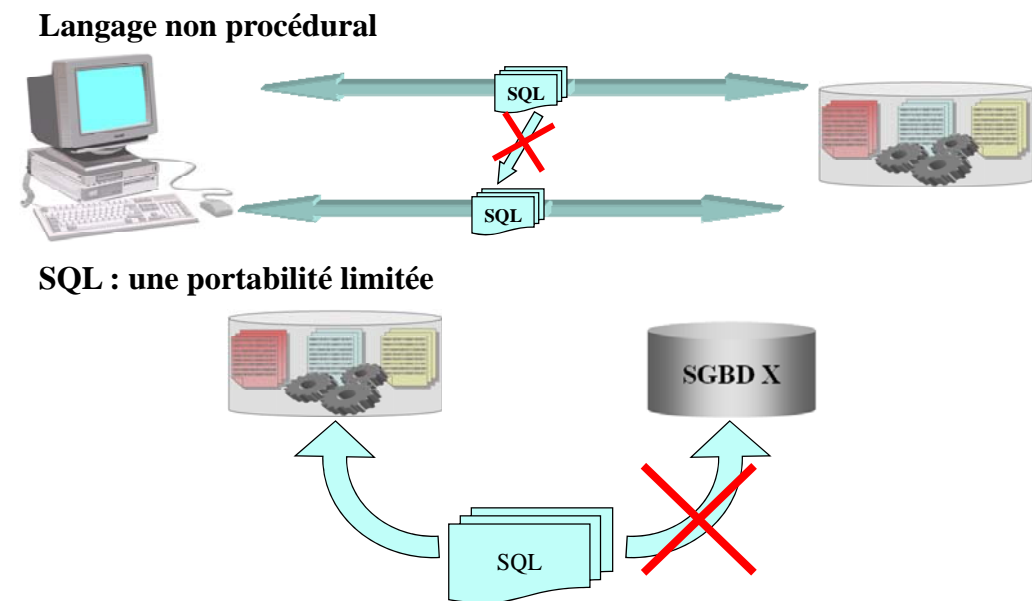 Langage non procédural
SQL
SQL
SQL : une portabilité limitée
SGBD X
SQL